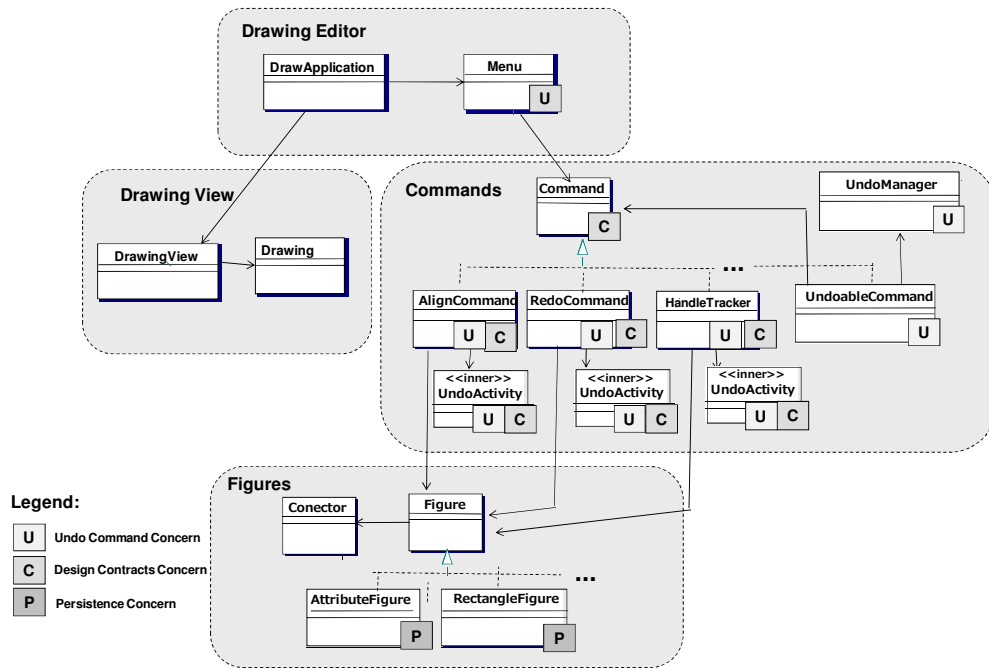 Drawing Editor
DrawApplication
Menu
U
Drawing View
DrawingView
Drawing
Commands
Command
C
UndoManager
U
...
AlignCommand
U
C
RedoCommand
U
C
HandleTracker
U
C
UndoableCommand
U
<<inner>>
UndoActivity
U
C
<<inner>>
UndoActivity
U
C
<<inner>>
UndoActivity
U
C
Figures
Conector
Figure
...
AttributeFigure
P
RectangleFigure
P
Legend:
U
Undo Command Concern
C
Design Contracts Concern
P
Persistence Concern